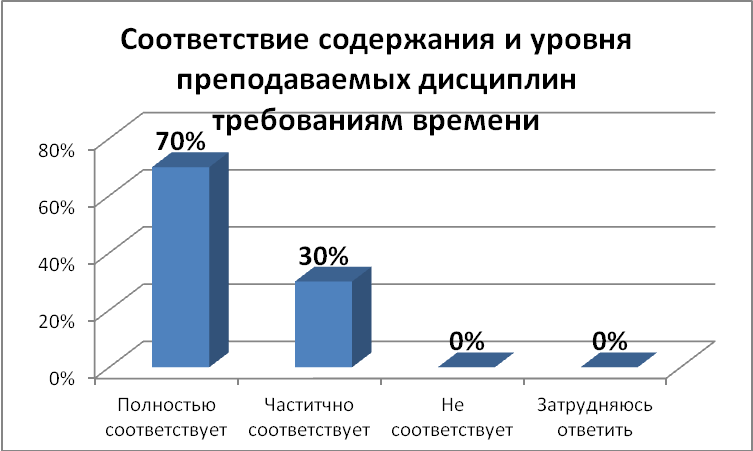 Соответствие содержания и уровня
преподаваемых дисциплин
требованиям времени
80%
60%
40%
20%
0%
70%
30%
0%
0%
Полностью
соответствует
Частитчно
соответствует
Не
соответствует
Затрудняюсь
ответить